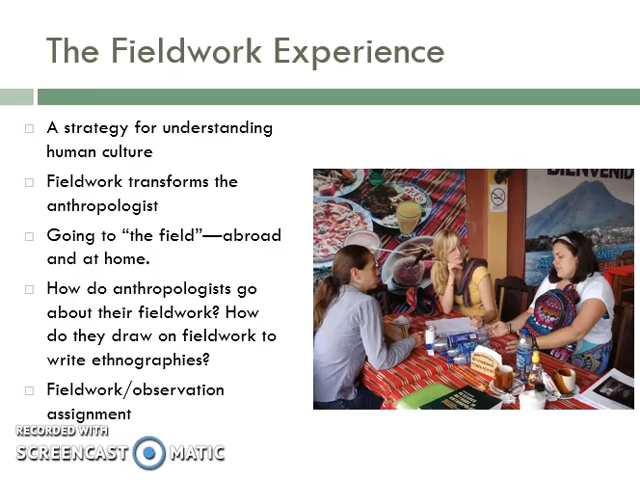 The Fieldwork Experience
A strategy for understanding
human culture
Fieldwork transforms the
anthropologist
Going to “the field”—abroad
and at home.
How do anthropologists go
about their fieldwork? How
do they draw on fieldwork to
write ethnographies?
Fieldwork/observation
assignment
BIENVENID
RECORDED WITH
SCREENCAST MATIC